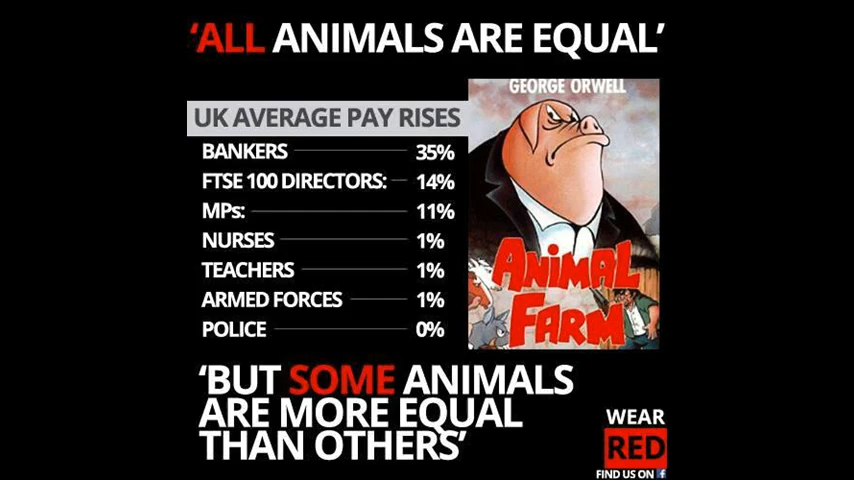 ‘ALL ANIMALS ARE EQUAL’
GEORGE ORWELL
UK AVERAGE PAY RISES
BANKERS 35%
FTSE 100 DIRECTORS: 14%
MPs: 11%
NURSES 1%
TEACHERS 1%
ARMED FORCES 1%
POLICE 0%
ANiMAL
FARM
‘BUT SOME ANIMALS
ARE MORE EQUAL
THAN OTHERS’
WEAR
RED
FIND US ON f